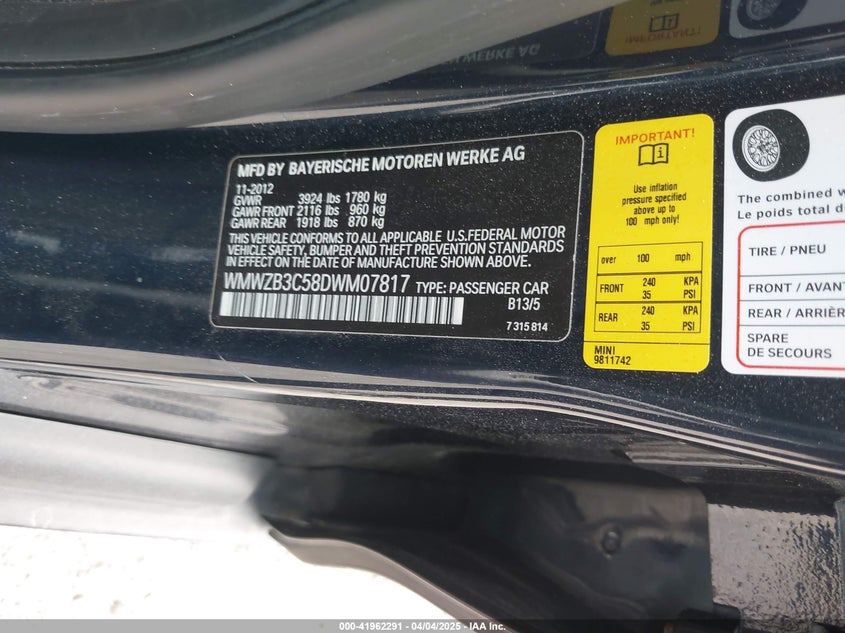 MFD BY BAYERISCHE MOTOREN WERKE AG
11-2012
GVWR 3924 lbs 1780 kg
GAWR FRONT 2116 lbs 960 kg
GAWR REAR 1918 lbs 870 kg
THIS VEHICLE CONFORMS TO ALL APPLICABLE U.S.FEDERAL MOTOR
VEHICLE SAFETY, BUMPER AND THEFT PREVENTION STANDARDS
IN EFFECT ON THE DATE OF MANUFACTURE SHOWN ABOVE.
WMWZB3C58DWM07817 TYPE: PASSENGER CAR
B13/5
7 315 814
IMPORTANT!
Use inflation
pressure specified
above up to
100 mph only!
over 100 mph
FRONT 240 KPA
35 PSI
REAR 240 KPA
35 PSI
MINI
9811742
The combined w
Le poids total d
TIRE / PNEU
FRONT / AVAN
REAR / ARRIÈR
SPARE
DE SECOURS
WERKE AG
000-41962291 - 04/04/2025 - IAA Inc.